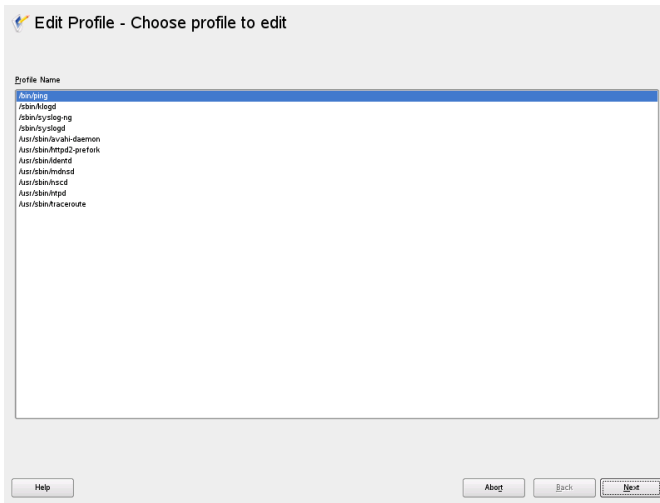 Edit Profile - Choose profile to edit
Profile Name
/bin/ping
/sbin/klogd
/sbin/syslog-ng
/sbin/syslogd
/usr/sbin/avahi-daemon
/usr/sbin/httpd2-prefork
/usr/sbin/identd
/usr/sbin/mdnsd
/usr/sbin/nscd
/usr/sbin/ntpd
/usr/sbin/traceroute
Help
Abort
Back
Next